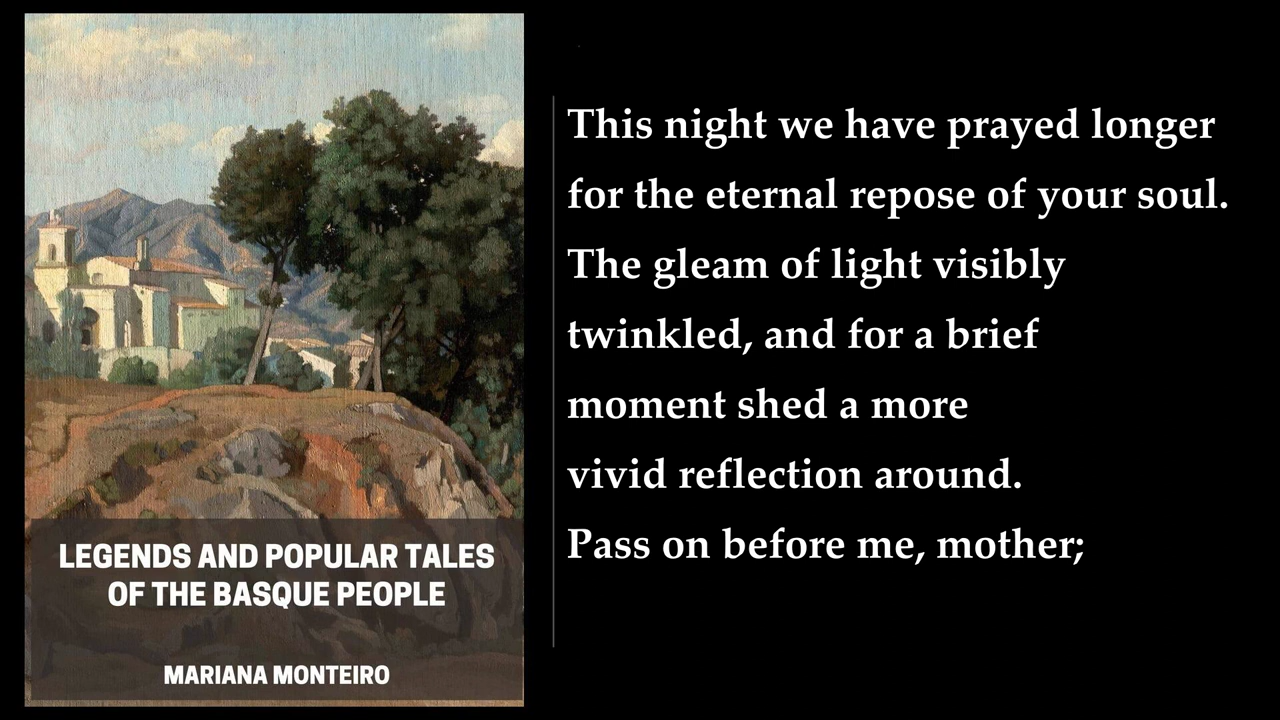 LEGENDS AND POPULAR TALES
OF THE BASQUE PEOPLE
MARIANA MONTEIRO
This night we have prayed longer
for the eternal repose of your soul.
The gleam of light visibly
twinkled, and for a brief
moment shed a more
vivid reflection around.
Pass on before me, mother;